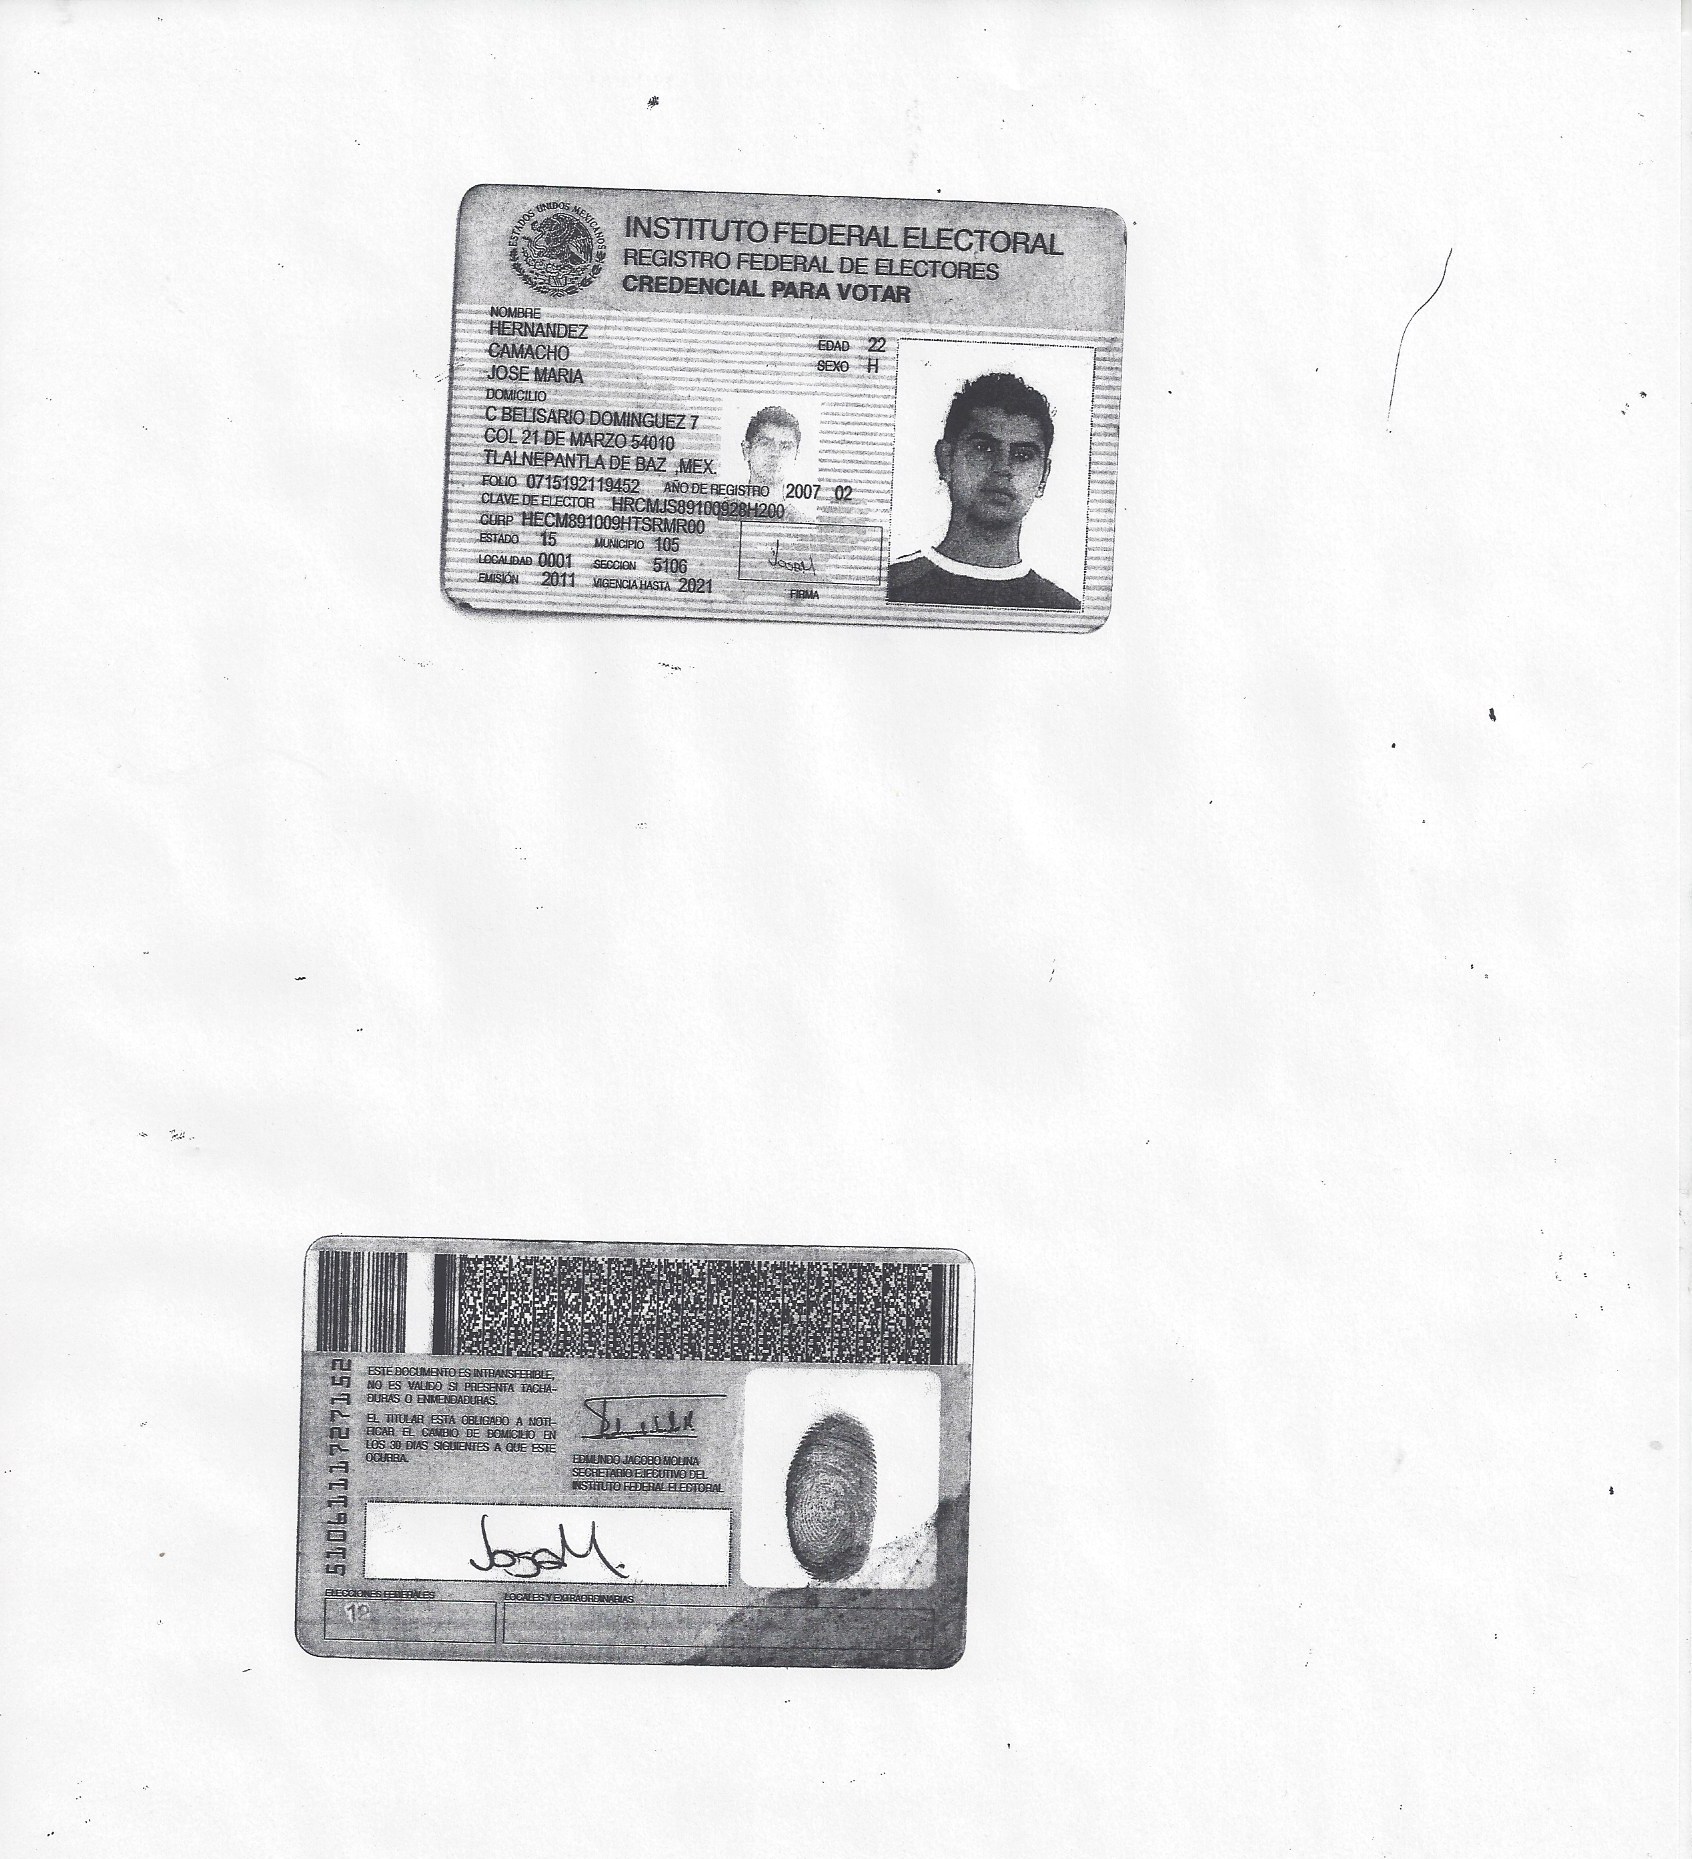 ESTADOS UNIDOS MEXICANOS
INSTITUTO FEDERAL ELECTORAL
REGISTRO FEDERAL DE ELECTORES
CREDENCIAL PARA VOTAR
NOMBRE
HERNANDEZ
CAMACHO
JOSE MARIA
EDAD 22
SEXO H
DOMICILIO
C BELISARIO DOMINGUEZ 7
COL 21 DE MARZO 54010
TLALNEPANTLA DE BAZ ,MEX.
FOLIO 0715192119452 AÑO DE REGISTRO 2007 02
CLAVE DE ELECTOR HRCMJS89100928H200
CURP HECM891009HTSRMR00
ESTADO 15 MUNICIPIO 105
LOCALIDAD 0001 SECCION 5106
EMISIÓN 2011 VIGENCIA HASTA 2021
JoseM
FIRMA
5106111727152
ESTE DOCUMENTO ES INTRANSFERIBLE,
NO ES VALIDO SI PRESENTA TACHA-
DURAS O ENMENDADURAS.
EL TITULAR ESTA OBLIGADO A NOTI-
FICAR EL CAMBIO DE DOMICILIO EN
LOS 30 DIAS SIGUIENTES A QUE ESTE
OCURRA.
EDMUNDO JACOBO MOLINA
SECRETARIO EJECUTIVO DEL
INSTITUTO FEDERAL ELECTORAL
JoseM.
ELECCIONES FEDERALES
LOCALES Y EXTRAORDINARIAS